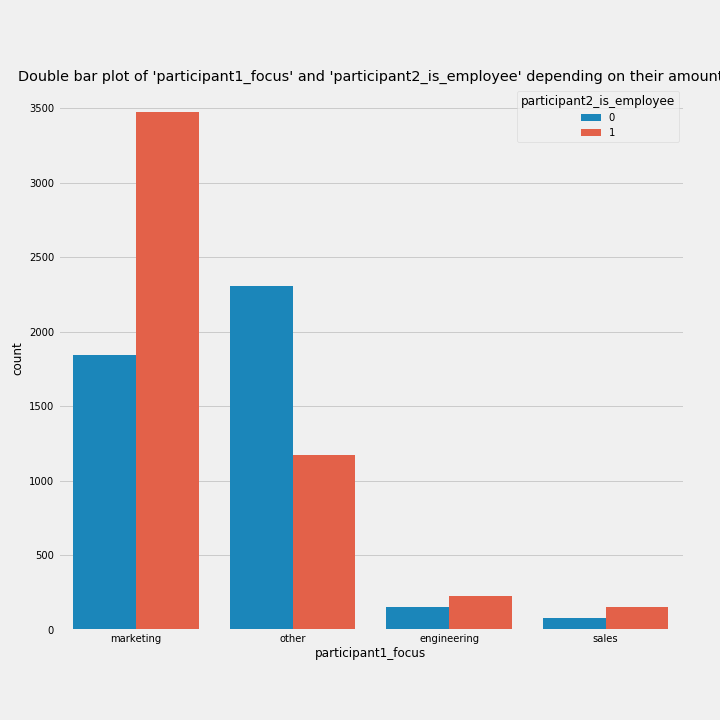 Double bar plot of 'participant1_focus' and 'participant2_is_employee' depending on their amount
participant2_is_employee
0
1
3500
3000
2500
2000
1500
1000
500
0
count
marketing other engineering sales
participant1_focus